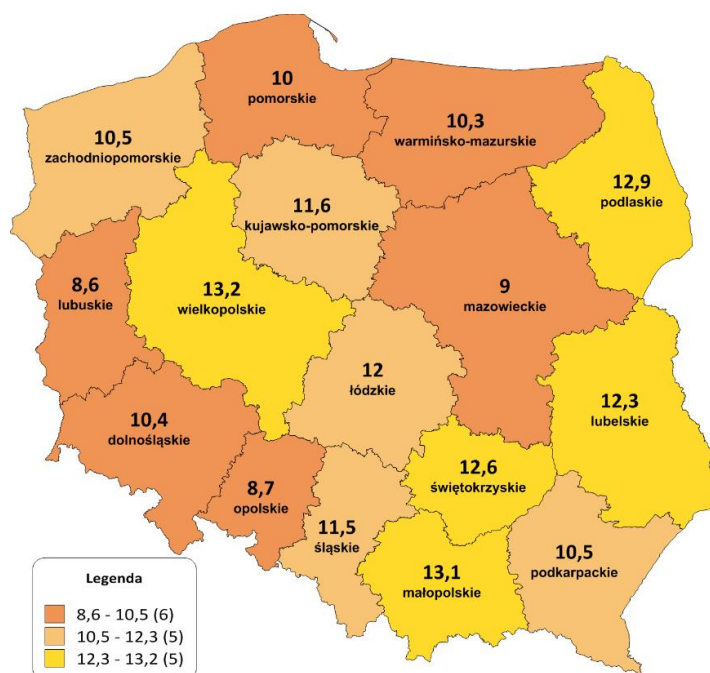 10
pomorskie
10,3
warmińsko-mazurskie
10,5
zachodniopomorskie
12,9
podlaskie
11,6
kujawsko-pomorskie
8,6
lubuskie
13,2
wielkopolskie
9
mazowieckie
12
łódzkie
12,3
lubelskie
10,4
dolnośląskie
8,7
opolskie
12,6
świętokrzyskie
11,5
śląskie
13,1
małopolskie
10,5
podkarpackie
Legenda
8,6 - 10,5 (6)
10,5 - 12,3 (5)
12,3 - 13,2 (5)